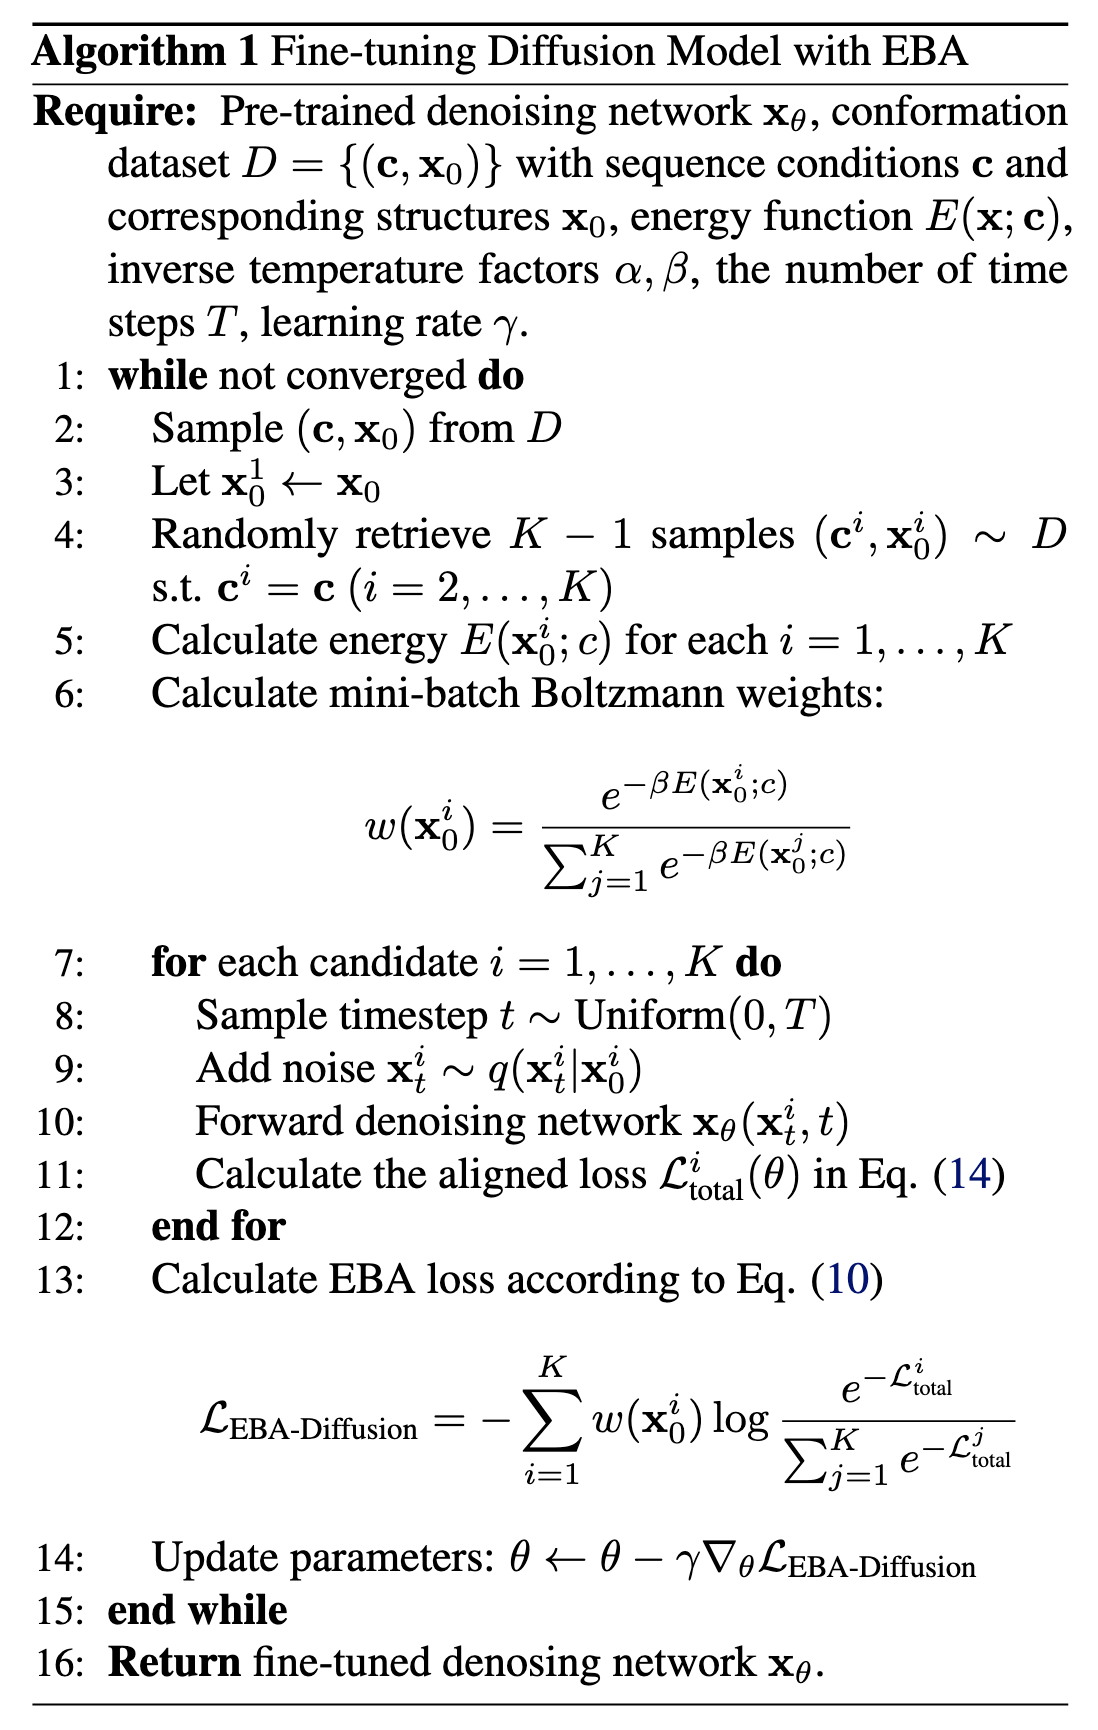 Algorithm 1 Fine-tuning Diffusion Model with EBA
Require: Pre-trained denoising network $\mathbf{x}_\theta$, conformation
dataset $D = \{(\mathbf{c}, \mathbf{x}_0)\}$ with sequence conditions $\mathbf{c}$ and
corresponding structures $\mathbf{x}_0$, energy function $E(\mathbf{x}; \mathbf{c})$,
inverse temperature factors $\alpha, \beta$, the number of time
steps $T$, learning rate $\gamma$.
1: while not converged do
2: Sample $(\mathbf{c}, \mathbf{x}_0)$ from $D$
3: Let $\mathbf{x}_0^1 \leftarrow \mathbf{x}_0$
4: Randomly retrieve $K - 1$ samples $(\mathbf{c}^i, \mathbf{x}_0^i) \sim D$
s.t. $\mathbf{c}^i = \mathbf{c}$ $(i = 2, \ldots, K)$
5: Calculate energy $E(\mathbf{x}_0^i; c)$ for each $i = 1, \ldots, K$
6: Calculate mini-batch Boltzmann weights:
$w(\mathbf{x}_0^i) = \frac{e^{-\beta E(\mathbf{x}_0^i; c)}}{\sum_{j=1}^{K} e^{-\beta E(\mathbf{x}_0^j; c)}}$
7: for each candidate $i = 1, \ldots, K$ do
8: Sample timestep $t \sim \text{Uniform}(0, T)$
9: Add noise $\mathbf{x}_t^i \sim q(\mathbf{x}_t^i | \mathbf{x}_0^i)$
10: Forward denoising network $\mathbf{x}_\theta(\mathbf{x}_t^i, t)$
11: Calculate the aligned loss $\mathcal{L}_{\text{total}}^i(\theta)$ in Eq. (14)
12: end for
13: Calculate EBA loss according to Eq. (10)
$\mathcal{L}_{\text{EBA-Diffusion}} = -\sum_{i=1}^{K} w(\mathbf{x}_0^i) \log \frac{e^{-\mathcal{L}_{\text{total}}^i}}{\sum_{j=1}^{K} e^{-\mathcal{L}_{\text{total}}^j}}$
14: Update parameters: $\theta \leftarrow \theta - \gamma \nabla_\theta \mathcal{L}_{\text{EBA-Diffusion}}$
15: end while
16: Return fine-tuned denosing network $\mathbf{x}_\theta$.